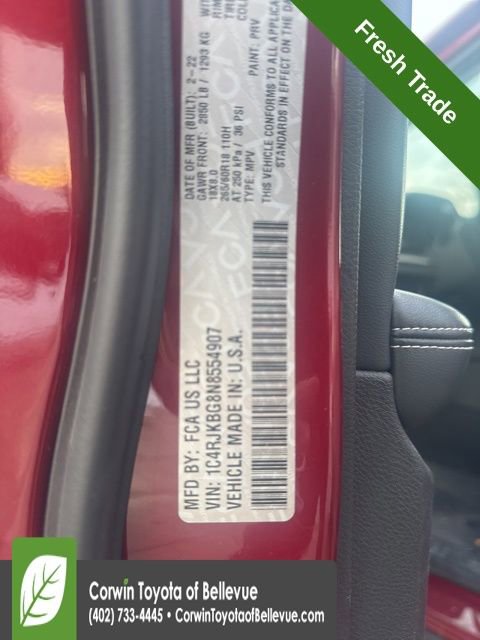 Fresh Trade
MFD BY: FCA US LLC
VIN: 1C4RJKBG8N8554907
VEHICLE MADE IN: U.S.A.
DATE OF MFR (BUILT): 2-22
GAWR FRONT: 2850 LB / 1293 KG
18X8.0
265/60R18 110H
AT 250 kPa / 36 PSI
TYPE: MPV
PAINT: PRV
THIS VEHICLE CONFORMS TO ALL APPLICA
STANDARDS IN EFFECT ON THE
Corwin Toyota of Bellevue
(402) 733-4445 • CorwinToyotaofBellevue.com